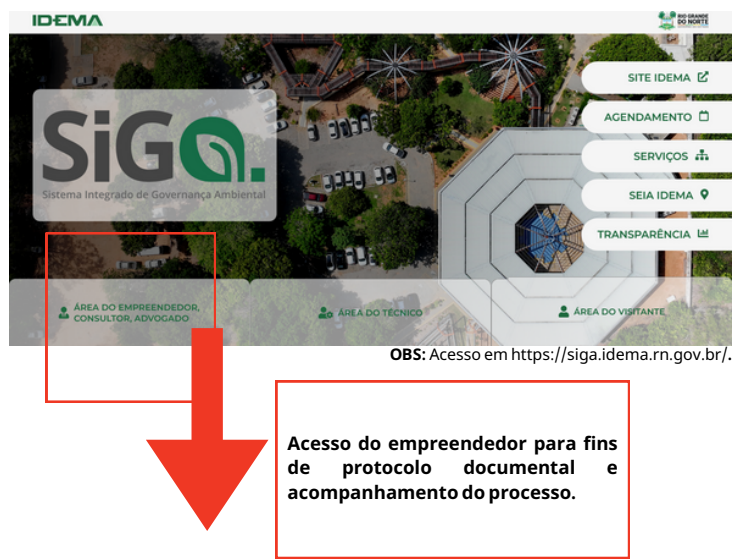 IDEMA
RIO GRANDE
DO NORTE
SITE IDEMA
AGENDAMENTO
SiGa.
SERVIÇOS
Sistema Integrado de Governança Ambiental
SEIA IDEMA
TRANSPARÊNCIA
ÁREA DO EMPREENDEDOR,
CONSULTOR, ADVOGADO
ÁREA DO TÉCNICO
ÁREA DO VISITANTE
OBS: Acesso em https://siga.idema.rn.gov.br/.
Acesso do empreendedor para fins
de protocolo documental e
acompanhamento do processo.